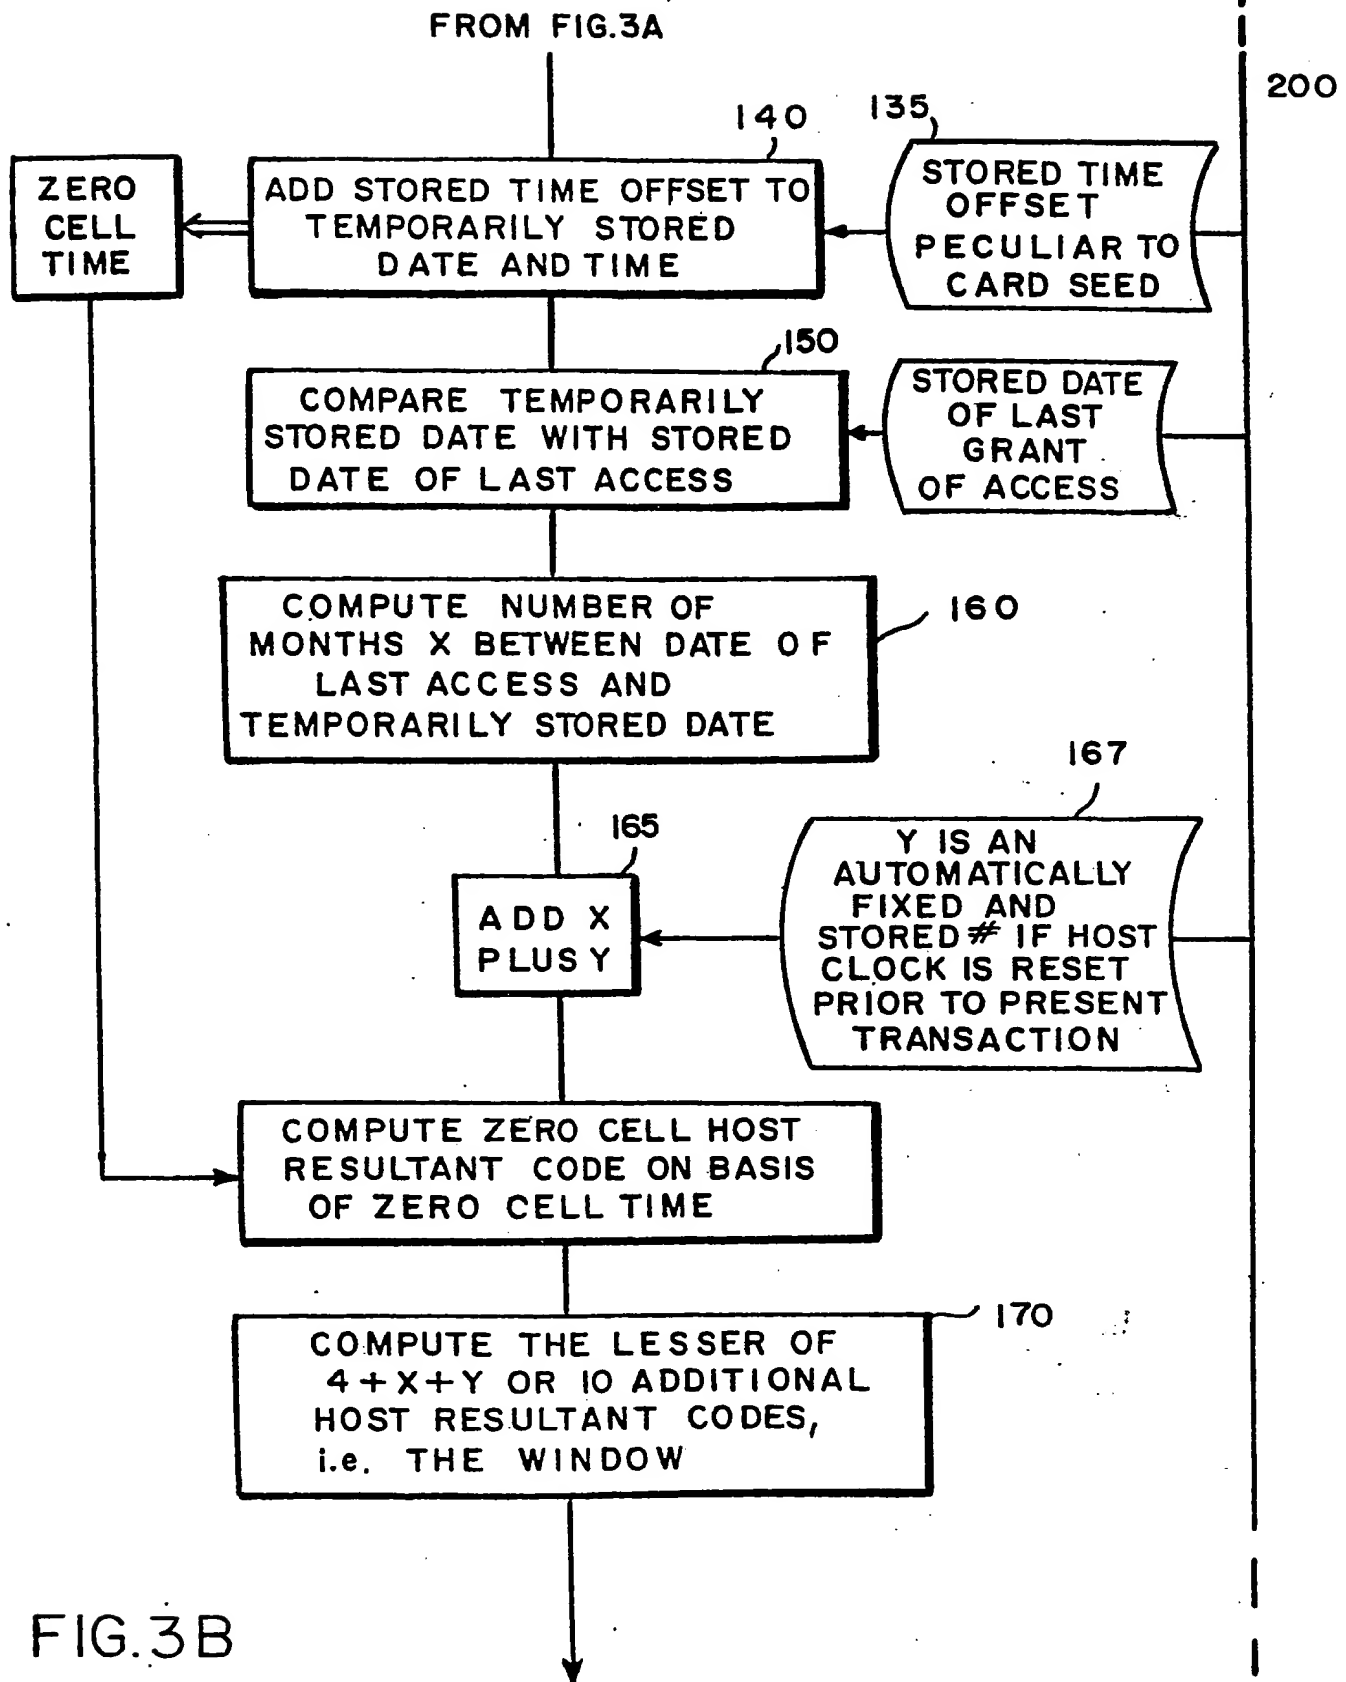 FROM FIG.3A
200
140
135
ZERO
CELL
TIME
ADD STORED TIME OFFSET TO
TEMPORARILY STORED
DATE AND TIME
STORED TIME
OFFSET
PECULIAR TO
CARD SEED
150
COMPARE TEMPORARILY
STORED DATE WITH STORED
DATE OF LAST ACCESS
STORED DATE
OF LAST
GRANT
OF ACCESS
COMPUTE NUMBER OF
MONTHS X BETWEEN DATE OF
LAST ACCESS AND
TEMPORARILY STORED DATE
160
167
165
ADD X
PLUS Y
Y IS AN
AUTOMATICALLY
FIXED AND
STORED # IF HOST
CLOCK IS RESET
PRIOR TO PRESENT
TRANSACTION
COMPUTE ZERO CELL HOST
RESULTANT CODE ON BASIS
OF ZERO CELL TIME
170
COMPUTE THE LESSER OF
4+X+Y OR 10 ADDITIONAL
HOST RESULTANT CODES,
i.e. THE WINDOW
FIG.3B